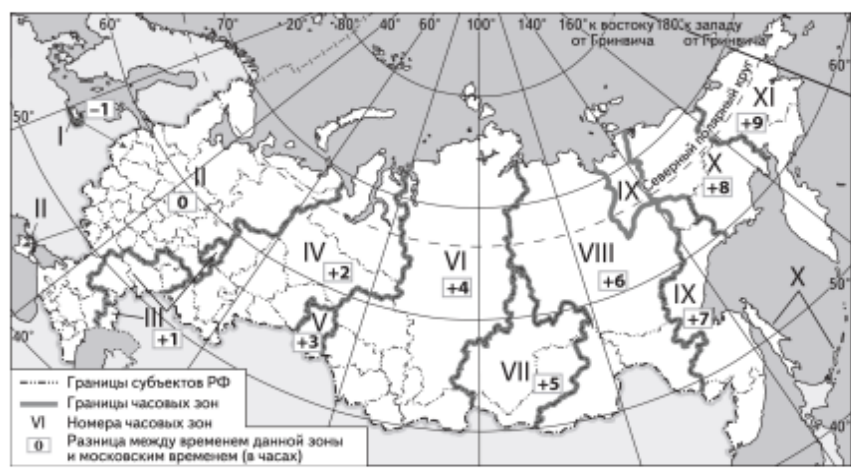 60° 70° 20° 80° 40° 60° 100° 140° 160° к востоку 180° к западу
от Гринвича от Гринвича
50°
–1
I
60°
XI
+9
Северный полярный круг
II
X
0
+8
IX
II
IV
VI
VIII
+2
+4
+6
X
50°
IX
III
V
+7
40°
+1
+3
VII
+5
40°
Границы субъектов РФ
Границы часовых зон
VI Номера часовых зон
0 Разница между временем данной зоны
и московским временем (в часах)